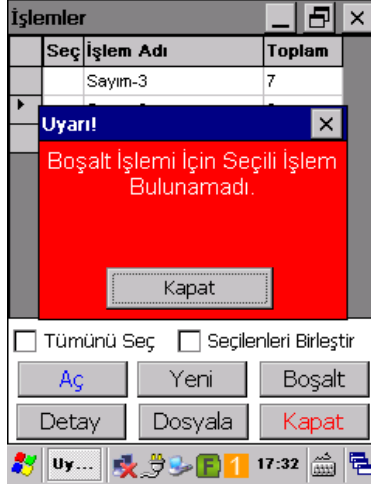 İşlemler
Seç İşlem Adı Toplam
Sayım-3 7
Uyarı!
Boşalt İşlemi İçin Seçili İşlem
Bulunamadı.
Kapat
Tümünü Seç Seçilenleri Birleştir
Aç Yeni Boşalt
Detay Dosyala Kapat
Uy... F 1 17:32